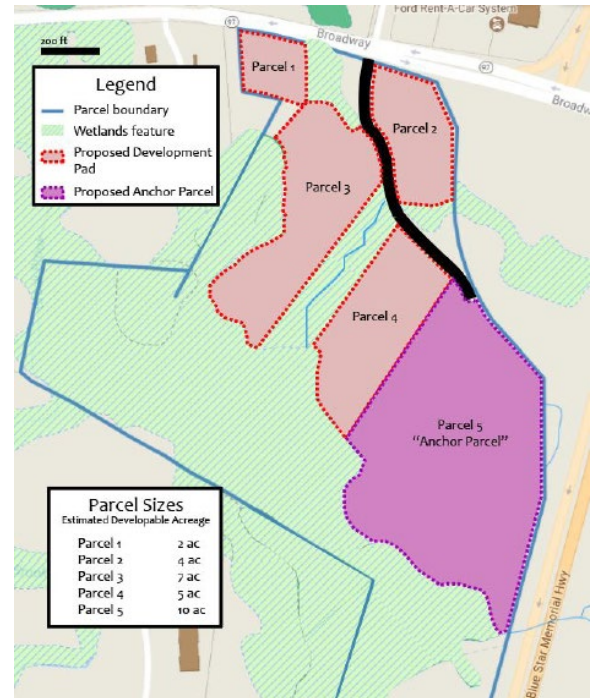 Ford Rent-A-Car System
97
Broadway
200 ft
Legend
Parcel boundary
Wetlands feature
Proposed Development
Pad
Proposed Anchor Parcel
Parcel 1
Parcel 2
97
Broadw
Parcel 3
Parcel 4
Parcel 5
"Anchor Parcel"
Parcel Sizes
Estimated Developable Acreage
Parcel 1 2 ac
Parcel 2 4 ac
Parcel 3 7 ac
Parcel 4 5 ac
Parcel 5 10 ac
Blue Star Memorial Hwy